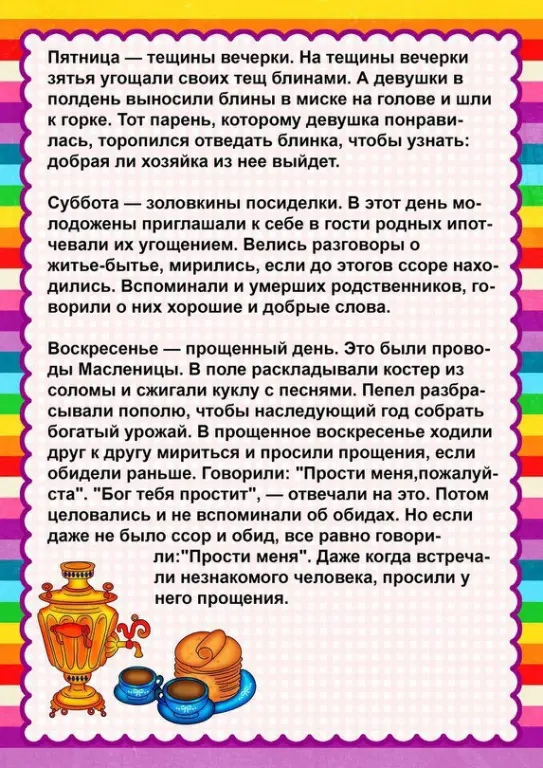 Пятница — тещины вечерки. На тещины вечерки
зятья угощали своих тещ блинами. А девушки в
полдень выносили блины в миске на голове и шли
к горке. Тот парень, которому девушка понрави-
лась, торопился отведать блинка, чтобы узнать:
добрая ли хозяйка из нее выйдет.
Суббота — золовкины посиделки. В этот день мо-
лодожены приглашали к себе в гости родных ипот-
чевали их угощением. Велись разговоры о
житье-бытье, мирились, если до этогов ссоре нахо-
дились. Вспоминали и умерших родственников, го-
ворили о них хорошие и добрые слова.
Воскресенье — прощенный день. Это были прово-
ды Масленицы. В поле раскладывали костер из
соломы и сжигали куклу с песнями. Пепел разбра-
сывали пополю, чтобы наследующий год собрать
богатый урожай. В прощенное воскресенье ходили
друг к другу мириться и просили прощения, если
обидели раньше. Говорили: "Прости меня,пожалуй-
ста". "Бог тебя простит", — отвечали на это. Потом
целовались и не вспоминали об обидах. Но если
даже не было ссор и обид, все равно говори-
ли:"Прости меня". Даже когда встреча-
ли незнакомого человека, просили у
него прощения.